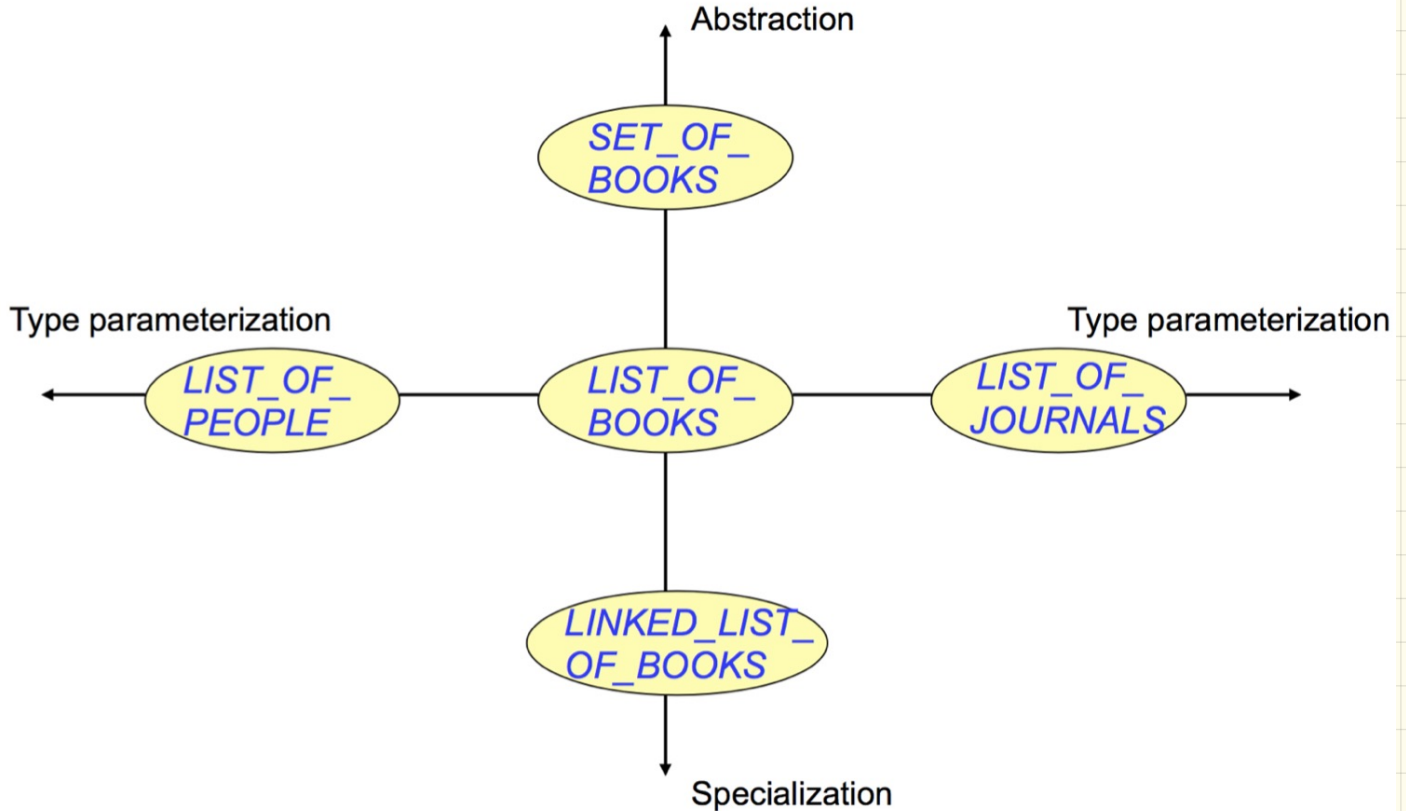 Abstraction
SET_OF_
BOOKS
Type parameterization
Type parameterization
LIST_OF_
PEOPLE
LIST_OF_
BOOKS
LIST_OF_
JOURNALS
LINKED_LIST_
OF_BOOKS
Specialization